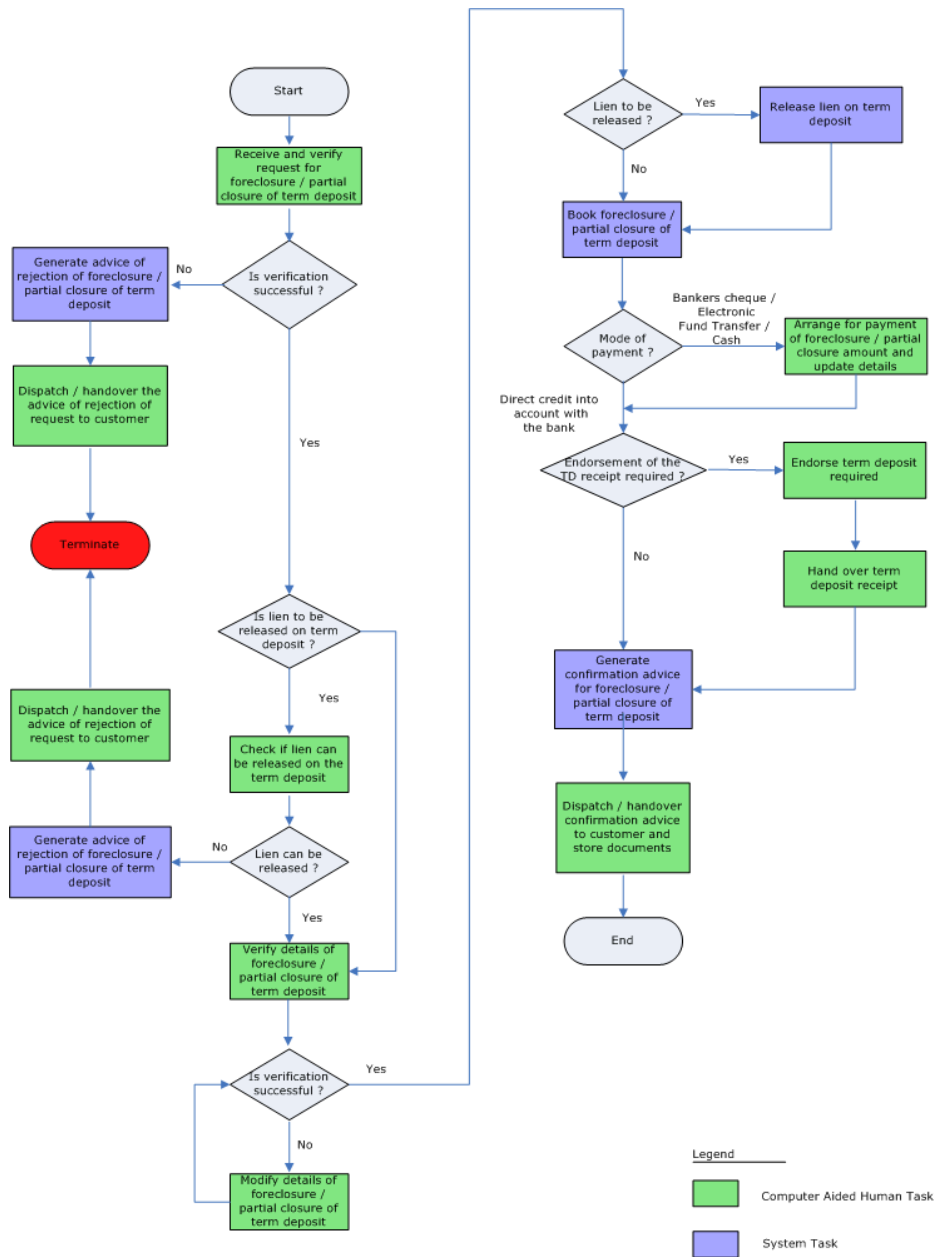 Start
Receive and verify
request for
foreclosure / partial
closure of term deposit
Is verification
successful ?
No
Generate advice of
rejection of foreclosure /
partial closure of term
deposit
Dispatch / handover the
advice of rejection of
request to customer
Terminate
Yes
Is lien to be
released on term
deposit ?
Yes
Check if lien can
be released on the
term deposit
Lien can be
released ?
No
Generate advice of
rejection of foreclosure /
partial closure of term
deposit
Dispatch / handover the
advice of rejection of
request to customer
Yes
Verify details of
foreclosure /
partial closure of
term deposit
Is verification
successful ?
Yes
No
Modify details of
foreclosure /
partial closure of
term deposit
Lien to be
released ?
Yes
Release lien on term
deposit
No
Book foreclosure /
partial closure of
term deposit
Mode of
payment ?
Bankers cheque /
Electronic
Fund Transfer /
Cash
Arrange for payment
of foreclosure / partial
closure amount and
update details
Direct credit into
account with
the bank
Endorsement of the
TD receipt required ?
Yes
Endorse term deposit
required
Hand over term
deposit receipt
No
Generate
confirmation advice
for foreclosure /
partial closure of
term deposit
Dispatch / handover
confirmation advice
to customer and
store documents
End
Legend
Computer Aided Human Task
System Task